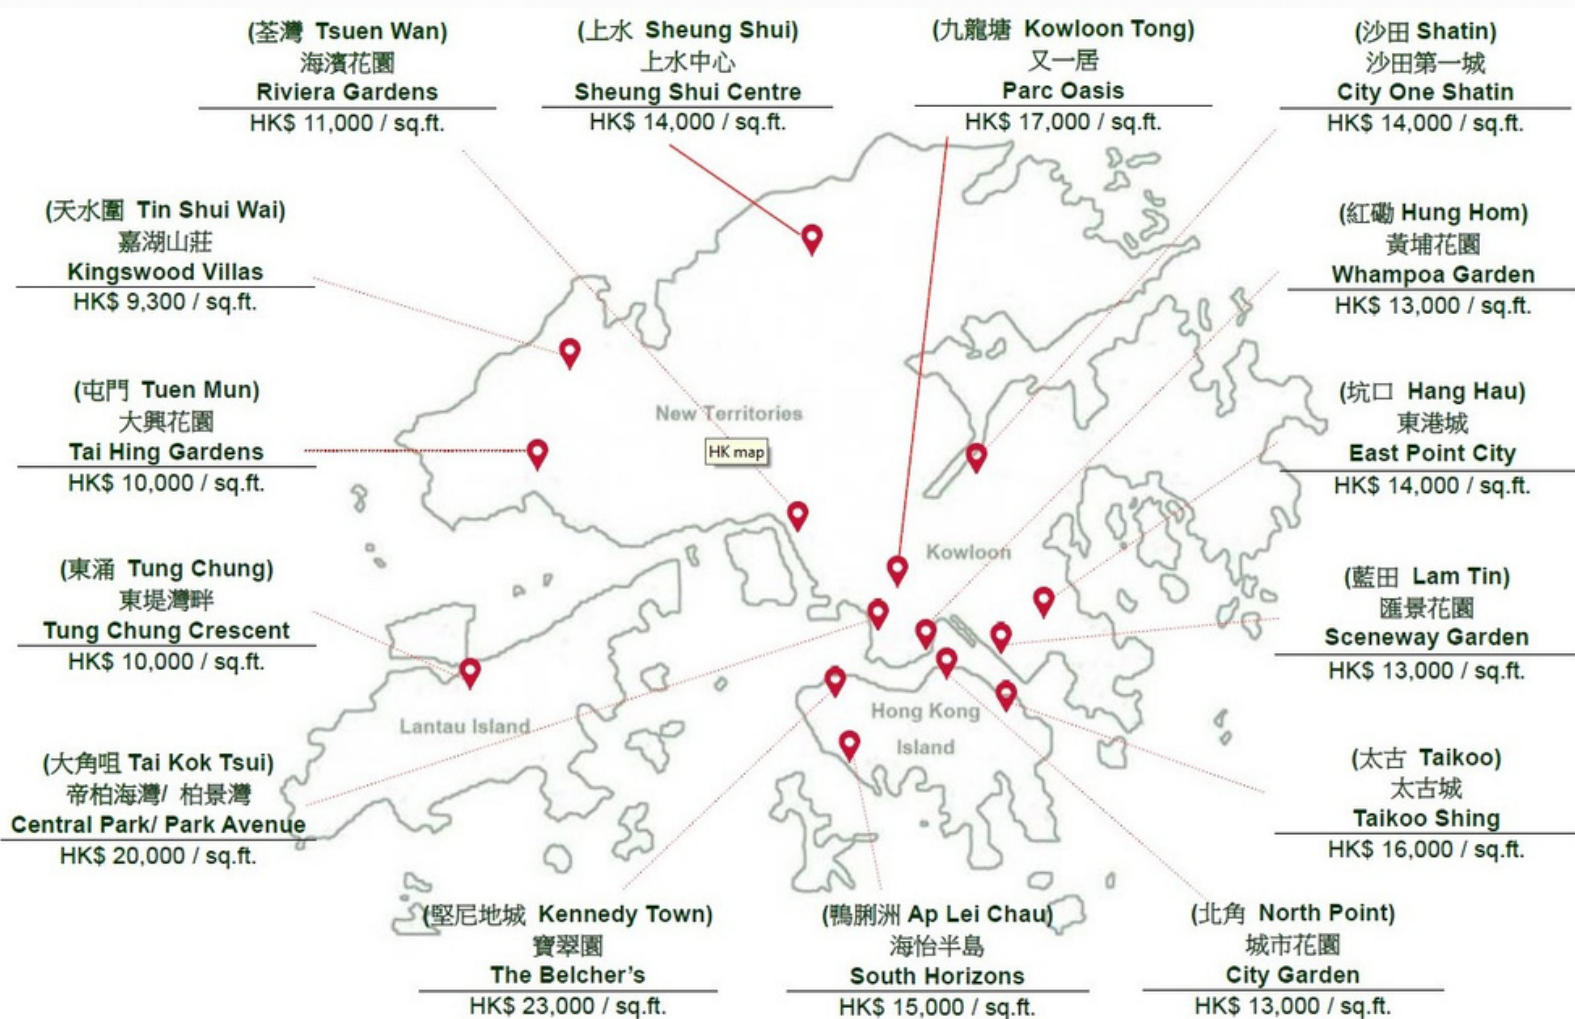 (荃灣 Tsuen Wan)
海濱花園
Riviera Gardens
HK$ 11,000 / sq.ft.
(上水 Sheung Shui)
上水中心
Sheung Shui Centre
HK$ 14,000 / sq.ft.
(九龍塘 Kowloon Tong)
又一居
Parc Oasis
HK$ 17,000 / sq.ft.
(沙田 Shatin)
沙田第一城
City One Shatin
HK$ 14,000 / sq.ft.
(天水圍 Tin Shui Wai)
嘉湖山莊
Kingswood Villas
HK$ 9,300 / sq.ft.
(紅磡 Hung Hom)
黃埔花園
Whampoa Garden
HK$ 13,000 / sq.ft.
(屯門 Tuen Mun)
大興花園
Tai Hing Gardens
HK$ 10,000 / sq.ft.
New Territories
HK map
(坑口 Hang Hau)
東港城
East Point City
HK$ 14,000 / sq.ft.
Kowloon
(東涌 Tung Chung)
東堤灣畔
Tung Chung Crescent
HK$ 10,000 / sq.ft.
(藍田 Lam Tin)
匯景花園
Sceneway Garden
HK$ 13,000 / sq.ft.
Lantau Island
Hong Kong
Island
(大角咀 Tai Kok Tsui)
帝柏海灣/ 柏景灣
Central Park/ Park Avenue
HK$ 20,000 / sq.ft.
(太古 Taikoo)
太古城
Taikoo Shing
HK$ 16,000 / sq.ft.
(堅尼地城 Kennedy Town)
寶翠園
The Belcher’s
HK$ 23,000 / sq.ft.
(鴨脷洲 Ap Lei Chau)
海怡半島
South Horizons
HK$ 15,000 / sq.ft.
(北角 North Point)
城市花園
City Garden
HK$ 13,000 / sq.ft.